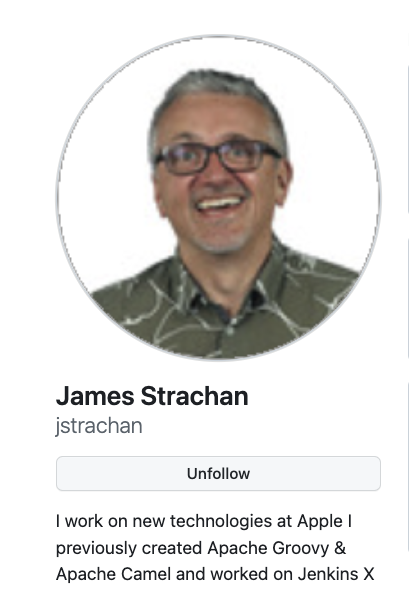 James Strachan
jstrachan
Unfollow
I work on new technologies at Apple I
previously created Apache Groovy &
Apache Camel and worked on Jenkins X